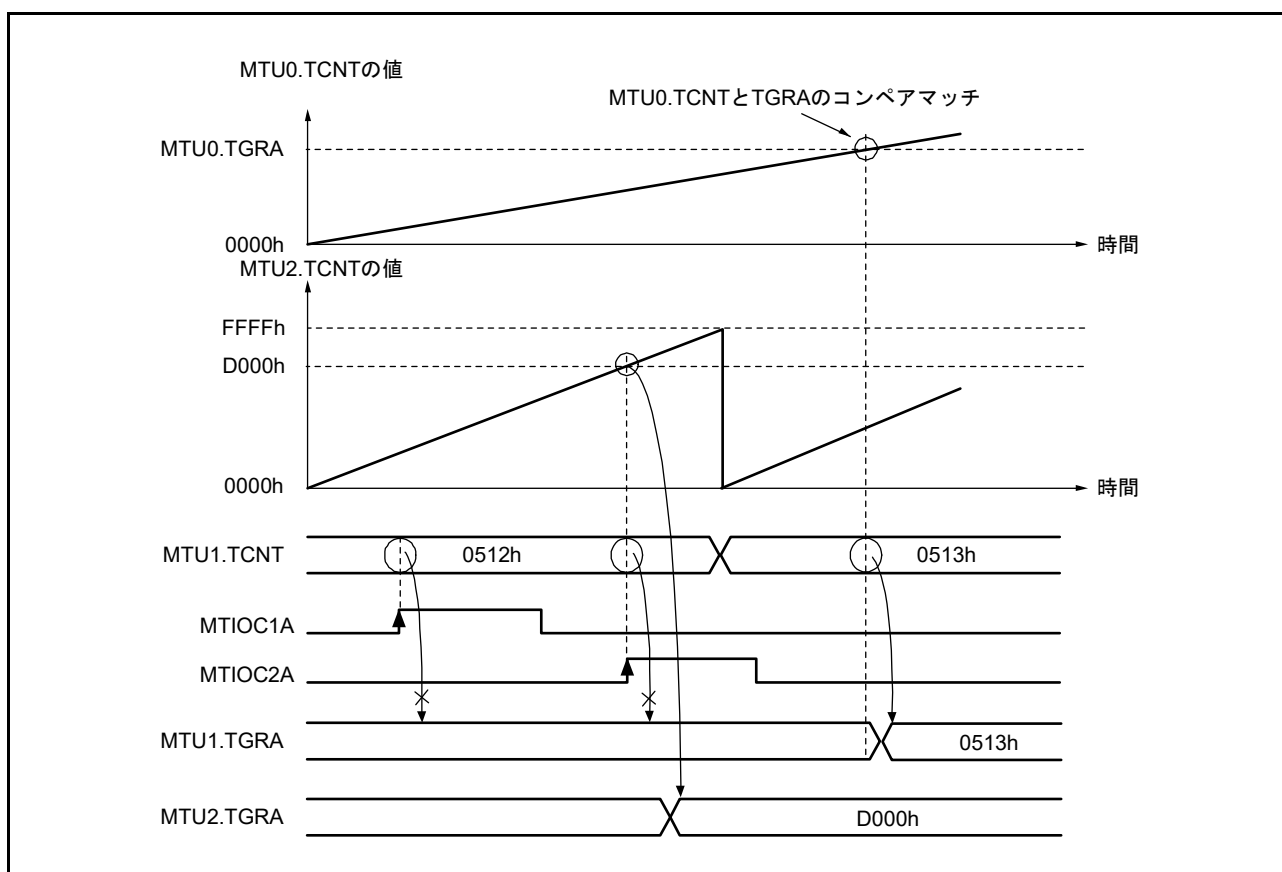 MTU0.TCNTの値
MTU0.TCNTとTGRAのコンペアマッチ
MTU0.TGRA
0000h
時間
MTU2.TCNTの値
FFFFh
D000h
0000h
時間
MTU1.TCNT
0512h
0513h
MTIOC1A
MTIOC2A
MTU1.TGRA
0513h
MTU2.TGRA
D000h